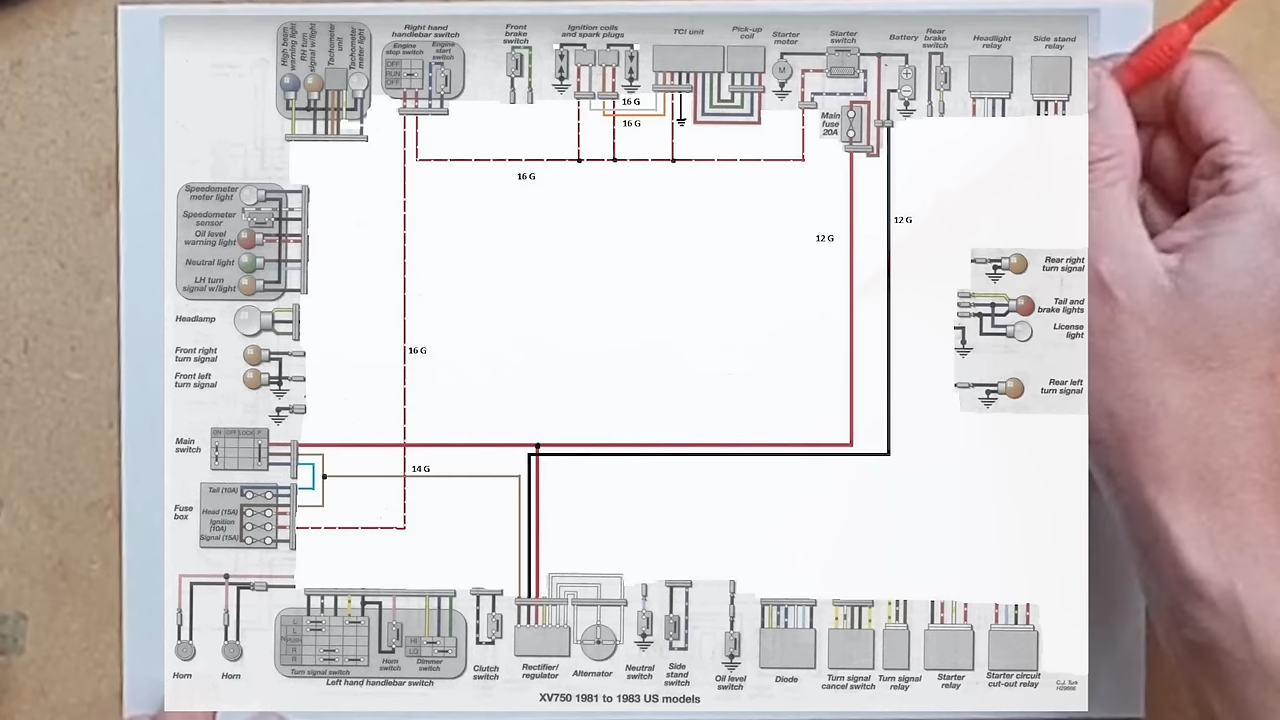 High beam
warning light
RH turn
signal w/light
Tachometer
unit
Tachometer
meter light
Right hand
handlebar switch
Engine
stop switch
Engine
start
switch
OFF
RUN
OFF
Front
brake
switch
Ignition coils
and spark plugs
TCI unit
Pick-up
coil
Starter
motor
M
Starter
switch
Battery
Rear
brake
switch
Headlight
relay
Side stand
relay
16 G
16 G
Main
fuse
20A
16 G
12 G
12 G
Speedometer
meter light
Speedometer
sensor
Oil level
warning light
Neutral light
LH turn
signal w/light
Headlamp
Front right
turn signal
Front left
turn signal
16 G
Rear right
turn signal
Tail and
brake lights
License
light
Rear left
turn signal
Main
switch
ON OFF LOCK P
14 G
Fuse
box
Tail (10A)
Head (15A)
Ignition
(10A)
Signal (15A)
Horn
Horn
L
L
N/PUSH
R
R
Turn signal switch
Horn
switch
HI
LO
Dimmer
switch
Left hand handlebar switch
Clutch
switch
Rectifier/
regulator
Alternator
Neutral
switch
Side
stand
switch
Oil level
switch
Diode
Turn signal
cancel switch
Turn signal
relay
Starter
relay
Starter circuit
cut-out relay
C.J. Turk
H29866
XV750 1981 to 1983 US models